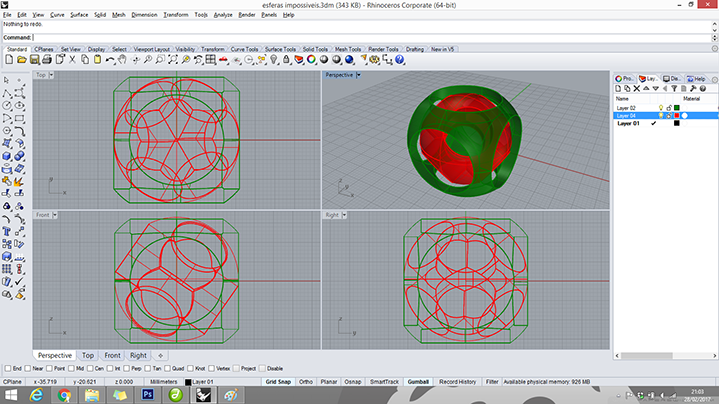 esferas impossiveis.3dm (343 KB) - Rhinoceros Corporate (64-bit)
File Edit View Curve Surface Solid Mesh Dimension Transform Tools Analyze Render Panels Help
Nothing to redo.
Command:
Standard CPlanes Set View Display Select Viewport Layout Visibility Transform Curve Tools Surface Tools Solid Tools Mesh Tools Render Tools Drafting New in V5
Top
Perspective
Pro... Lay... Dis... Help
Name Material
Layer 02
Layer 04
Layer 01
y
x
z
y
x
Front
Right
z
x
z
y
Perspective Top Front Right
End Near Point Mid Cen Int Perp Tan Quad Knot Vertex Project Disable
CPlane x -35.719 y -20.621 z 0.000 Millimeters Layer 01 Grid Snap Ortho Planar Osnap SmartTrack Gumball Record History Filter Available physical memory: 926 MB
Ps
21:03
28/02/2017